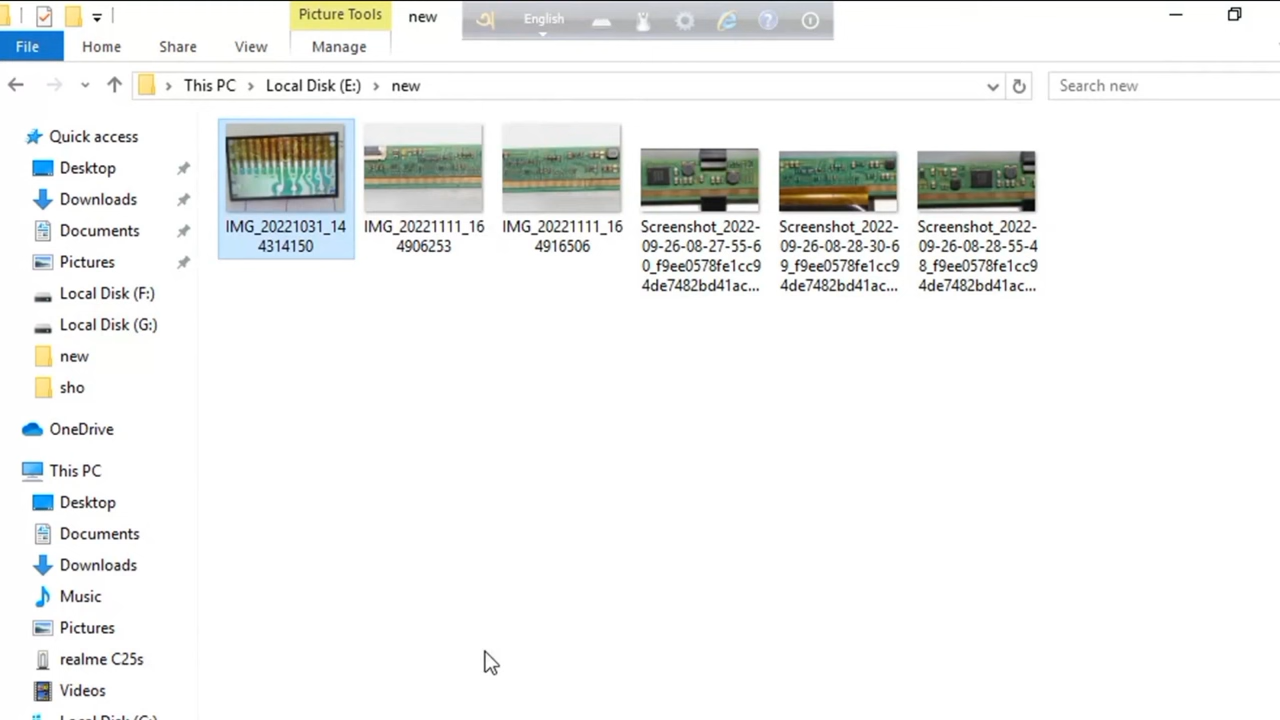 Picture Tools
new
অ
English
File
Home
Share
View
Manage
This PC
Local Disk (E:)
new
Search new
Quick access
Desktop
Downloads
Documents
Pictures
Local Disk (F:)
Local Disk (G:)
new
sho
OneDrive
This PC
Desktop
Documents
Downloads
Music
Pictures
realme C25s
Videos
Local Disk (C:)
IMG_20221031_14
4314150
IMG_20221111_16
4906253
IMG_20221111_16
4916506
Screenshot_2022-
09-26-08-27-55-6
0_f9ee0578fe1cc9
4de7482bd41ac...
Screenshot_2022-
09-26-08-28-30-6
9_f9ee0578fe1cc9
4de7482bd41ac...
Screenshot_2022-
09-26-08-28-55-4
8_f9ee0578fe1cc9
4de7482bd41ac...